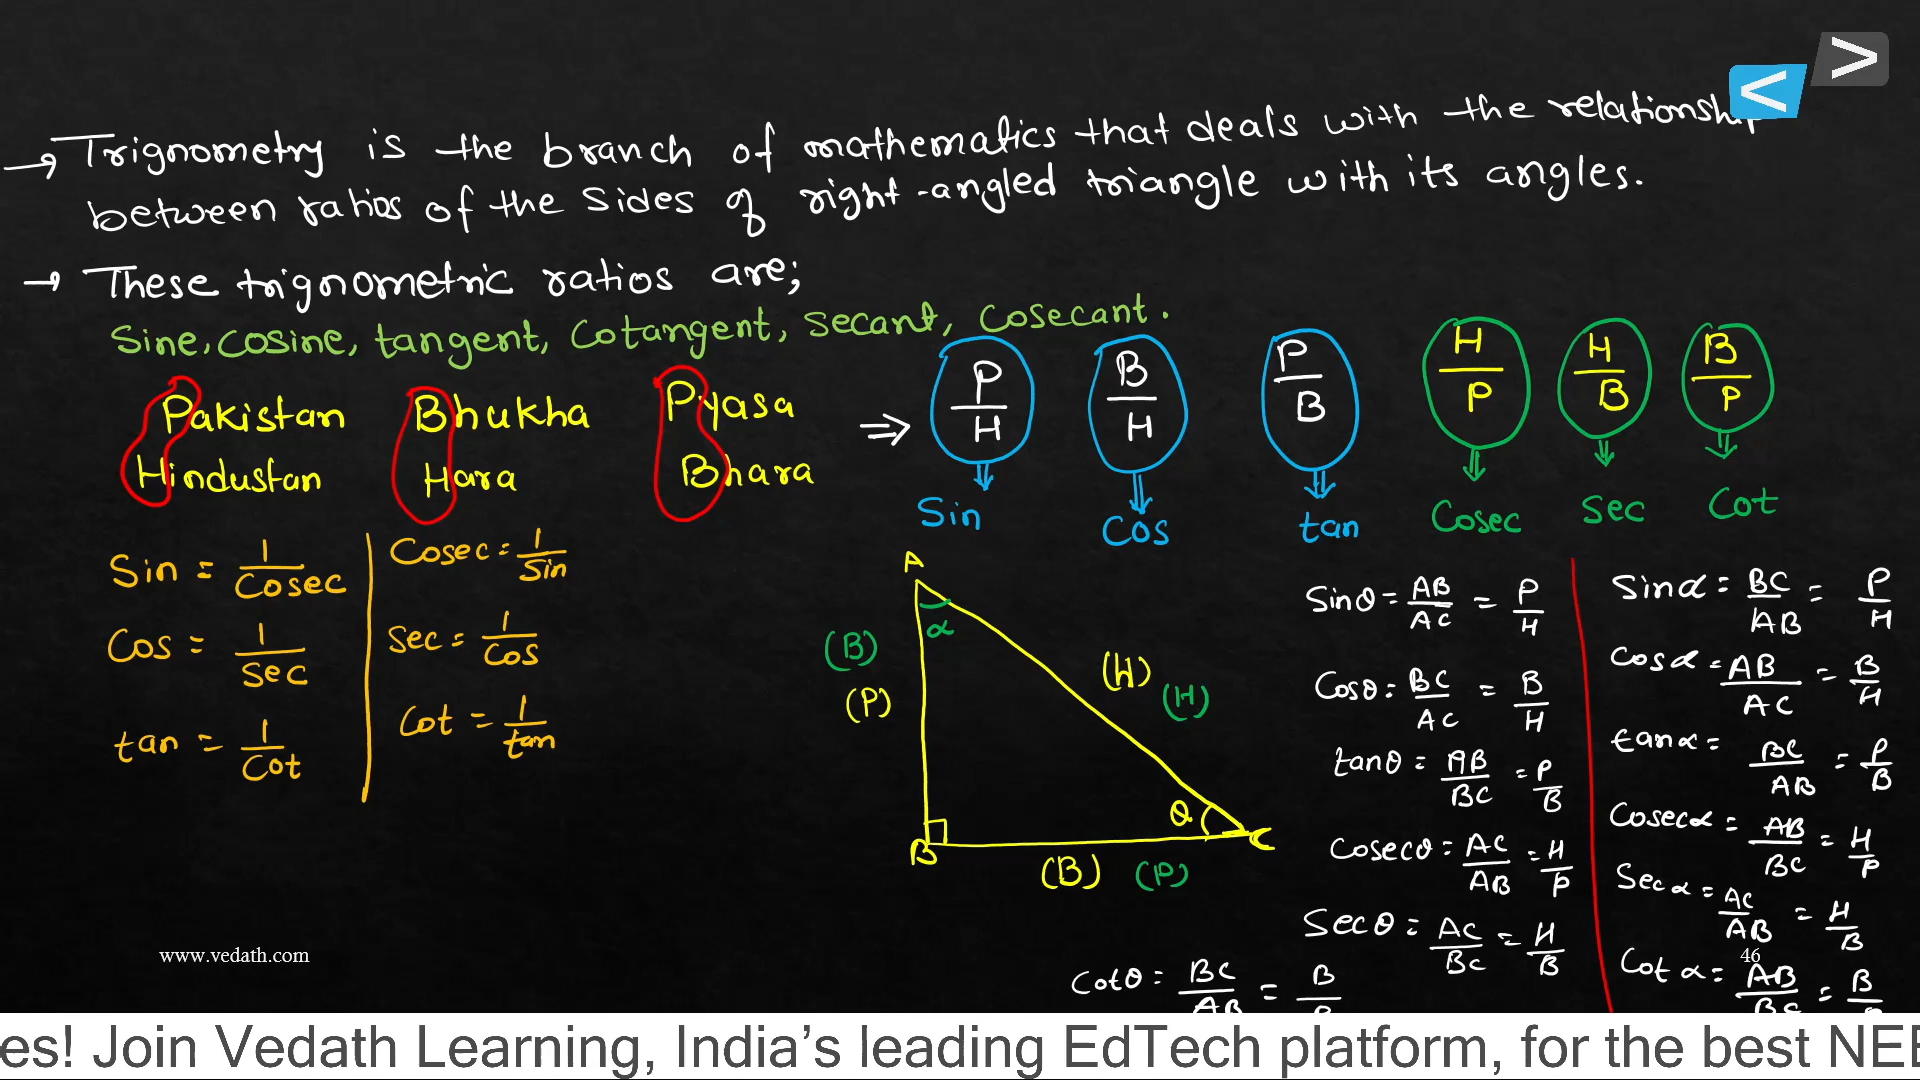 → Trignometry is the branch of mathematics that deals with the relationship
between ratios of the sides of right-angled triangle with its angles.
→ These trignometric ratios are;
Sine, cosine, tangent, Cotangent, secant, Cosecant.
Pakistan Bhukha Pyasa
Hindustan Hara Bhara
⇒ P/H B/H P/B H/P H/B B/P
Sin Cos tan Cosec Sec Cot
Sin = 1/Cosec
Cos = 1/Sec
tan = 1/Cot
Cosec = 1/Sin
Sec = 1/Cos
Cot = 1/tan
A
α
(B)
(P)
(H)
(H)
θ
B
C
(B) (P)
Sinθ = AB/AC = P/H
Cosθ = BC/AC = B/H
tanθ = AB/BC = P/B
Cosecθ = AC/AB = H/P
Secθ = AC/BC = H/B
Cotθ = BC/AB = B/
Sinα = BC/AB = P/H
Cosα = AB/AC = B/H
tanα = BC/AB = P/B
Cosecα = AB/BC = H/P
Secα = AC/AB = H/B
Cotα = AB/BC = B/
www.vedath.com
46
es! Join Vedath Learning, India’s leading EdTech platform, for the best NEE